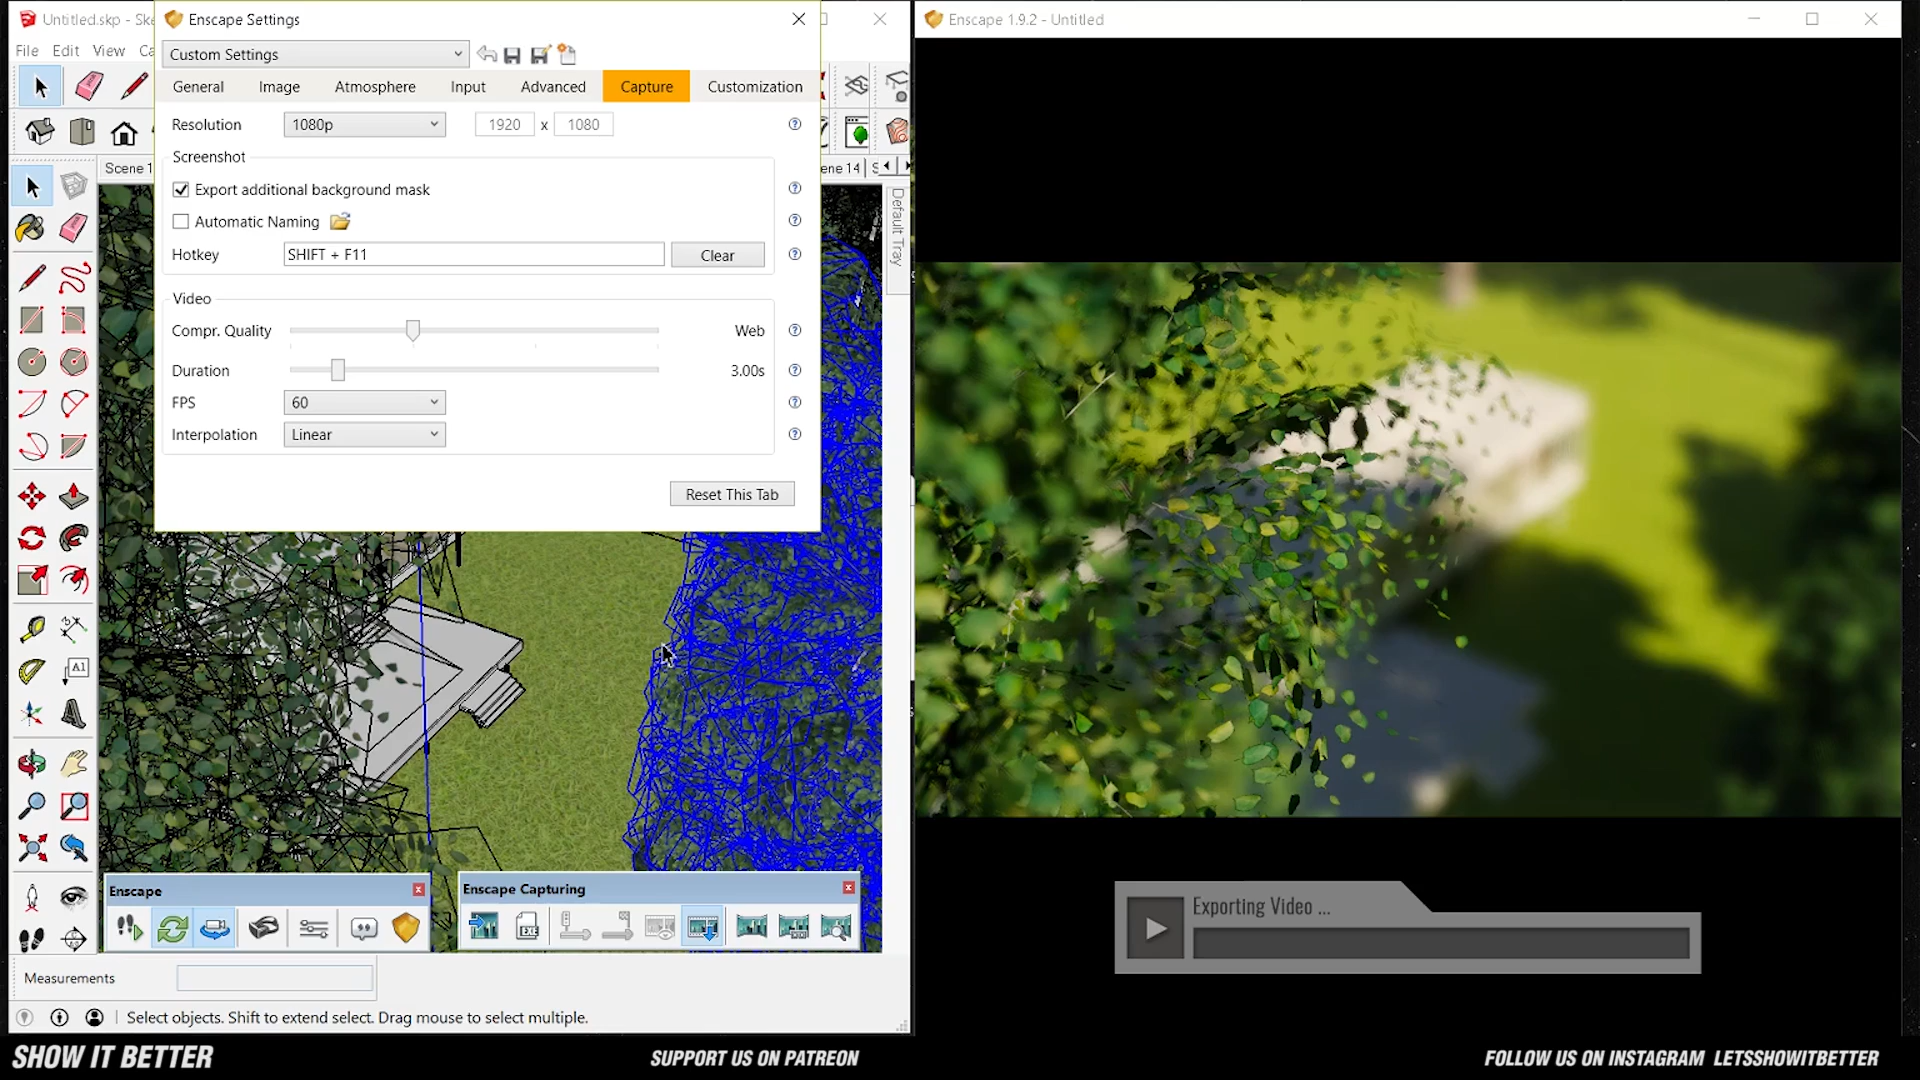 Untitled.skp - Ske
Enscape Settings
Enscape 1.9.2 - Untitled
File Edit View Ca
Custom Settings
General Image Atmosphere Input Advanced Capture Customization
Resolution 1080p 1920 x 1080
Screenshot
Scene 1
ene 14
Export additional background mask
Automatic Naming
Hotkey SHIFT + F11 Clear
Default Tray
Video
Compr. Quality Web
Duration 3.00s
FPS 60
Interpolation Linear
Reset This Tab
A1
Enscape
Enscape Capturing
EXE
Exporting Video ...
Measurements
Select objects. Shift to extend select. Drag mouse to select multiple.
SHOW IT BETTER
SUPPORT US ON PATREON
FOLLOW US ON INSTAGRAM LETSSHOWITBETTER